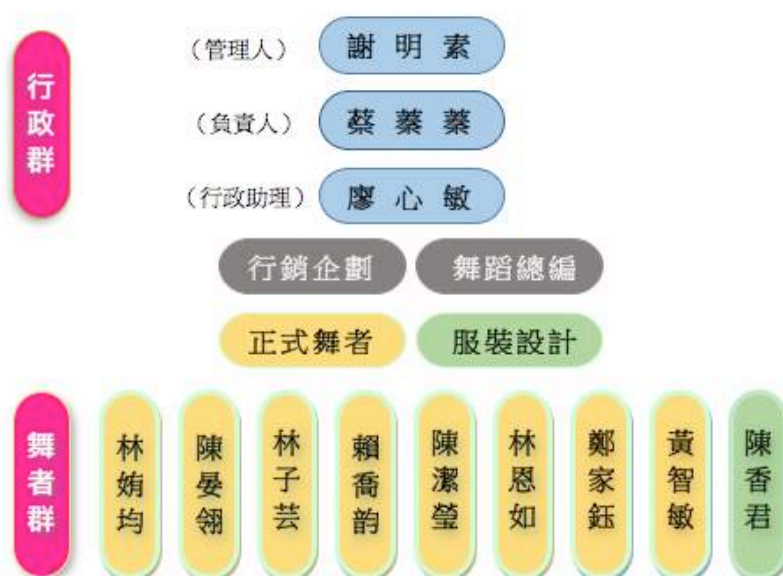 行政群
（管理人） 謝明素
（負責人） 蔡蓁蓁
（行政助理） 廖心敏
行銷企劃 舞蹈總編
正式舞者 服裝設計
舞者群
林姷均
陳晏翎
林子芸
賴喬韵
陳潔瑩
林恩如
鄭家鈺
黃智敏
陳香君